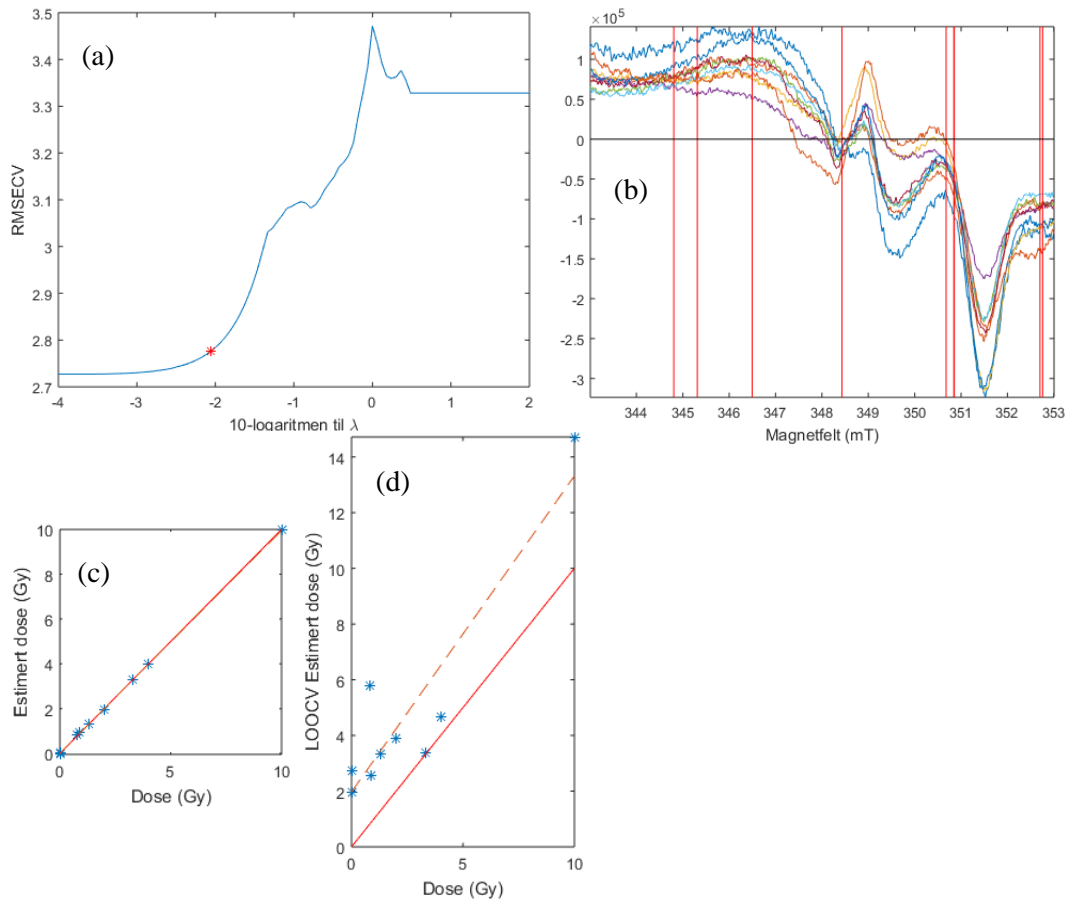 (a)
3.5
3.4
3.3
3.2
3.1
3
2.9
2.8
2.7
RMSECV
-4 -3 -2 -1 0 1 2
10-logaritmen til λ
×10⁵
(b)
1
0.5
0
-0.5
-1
-1.5
-2
-2.5
-3
344 345 346 347 348 349 350 351 352 353
Magnetfelt (mT)
(c)
10
8
6
4
2
0
Estimert dose (Gy)
0 5 10
Dose (Gy)
(d)
14
12
10
8
6
4
2
0
LOOCV Estimert dose (Gy)
0 5 10
Dose (Gy)